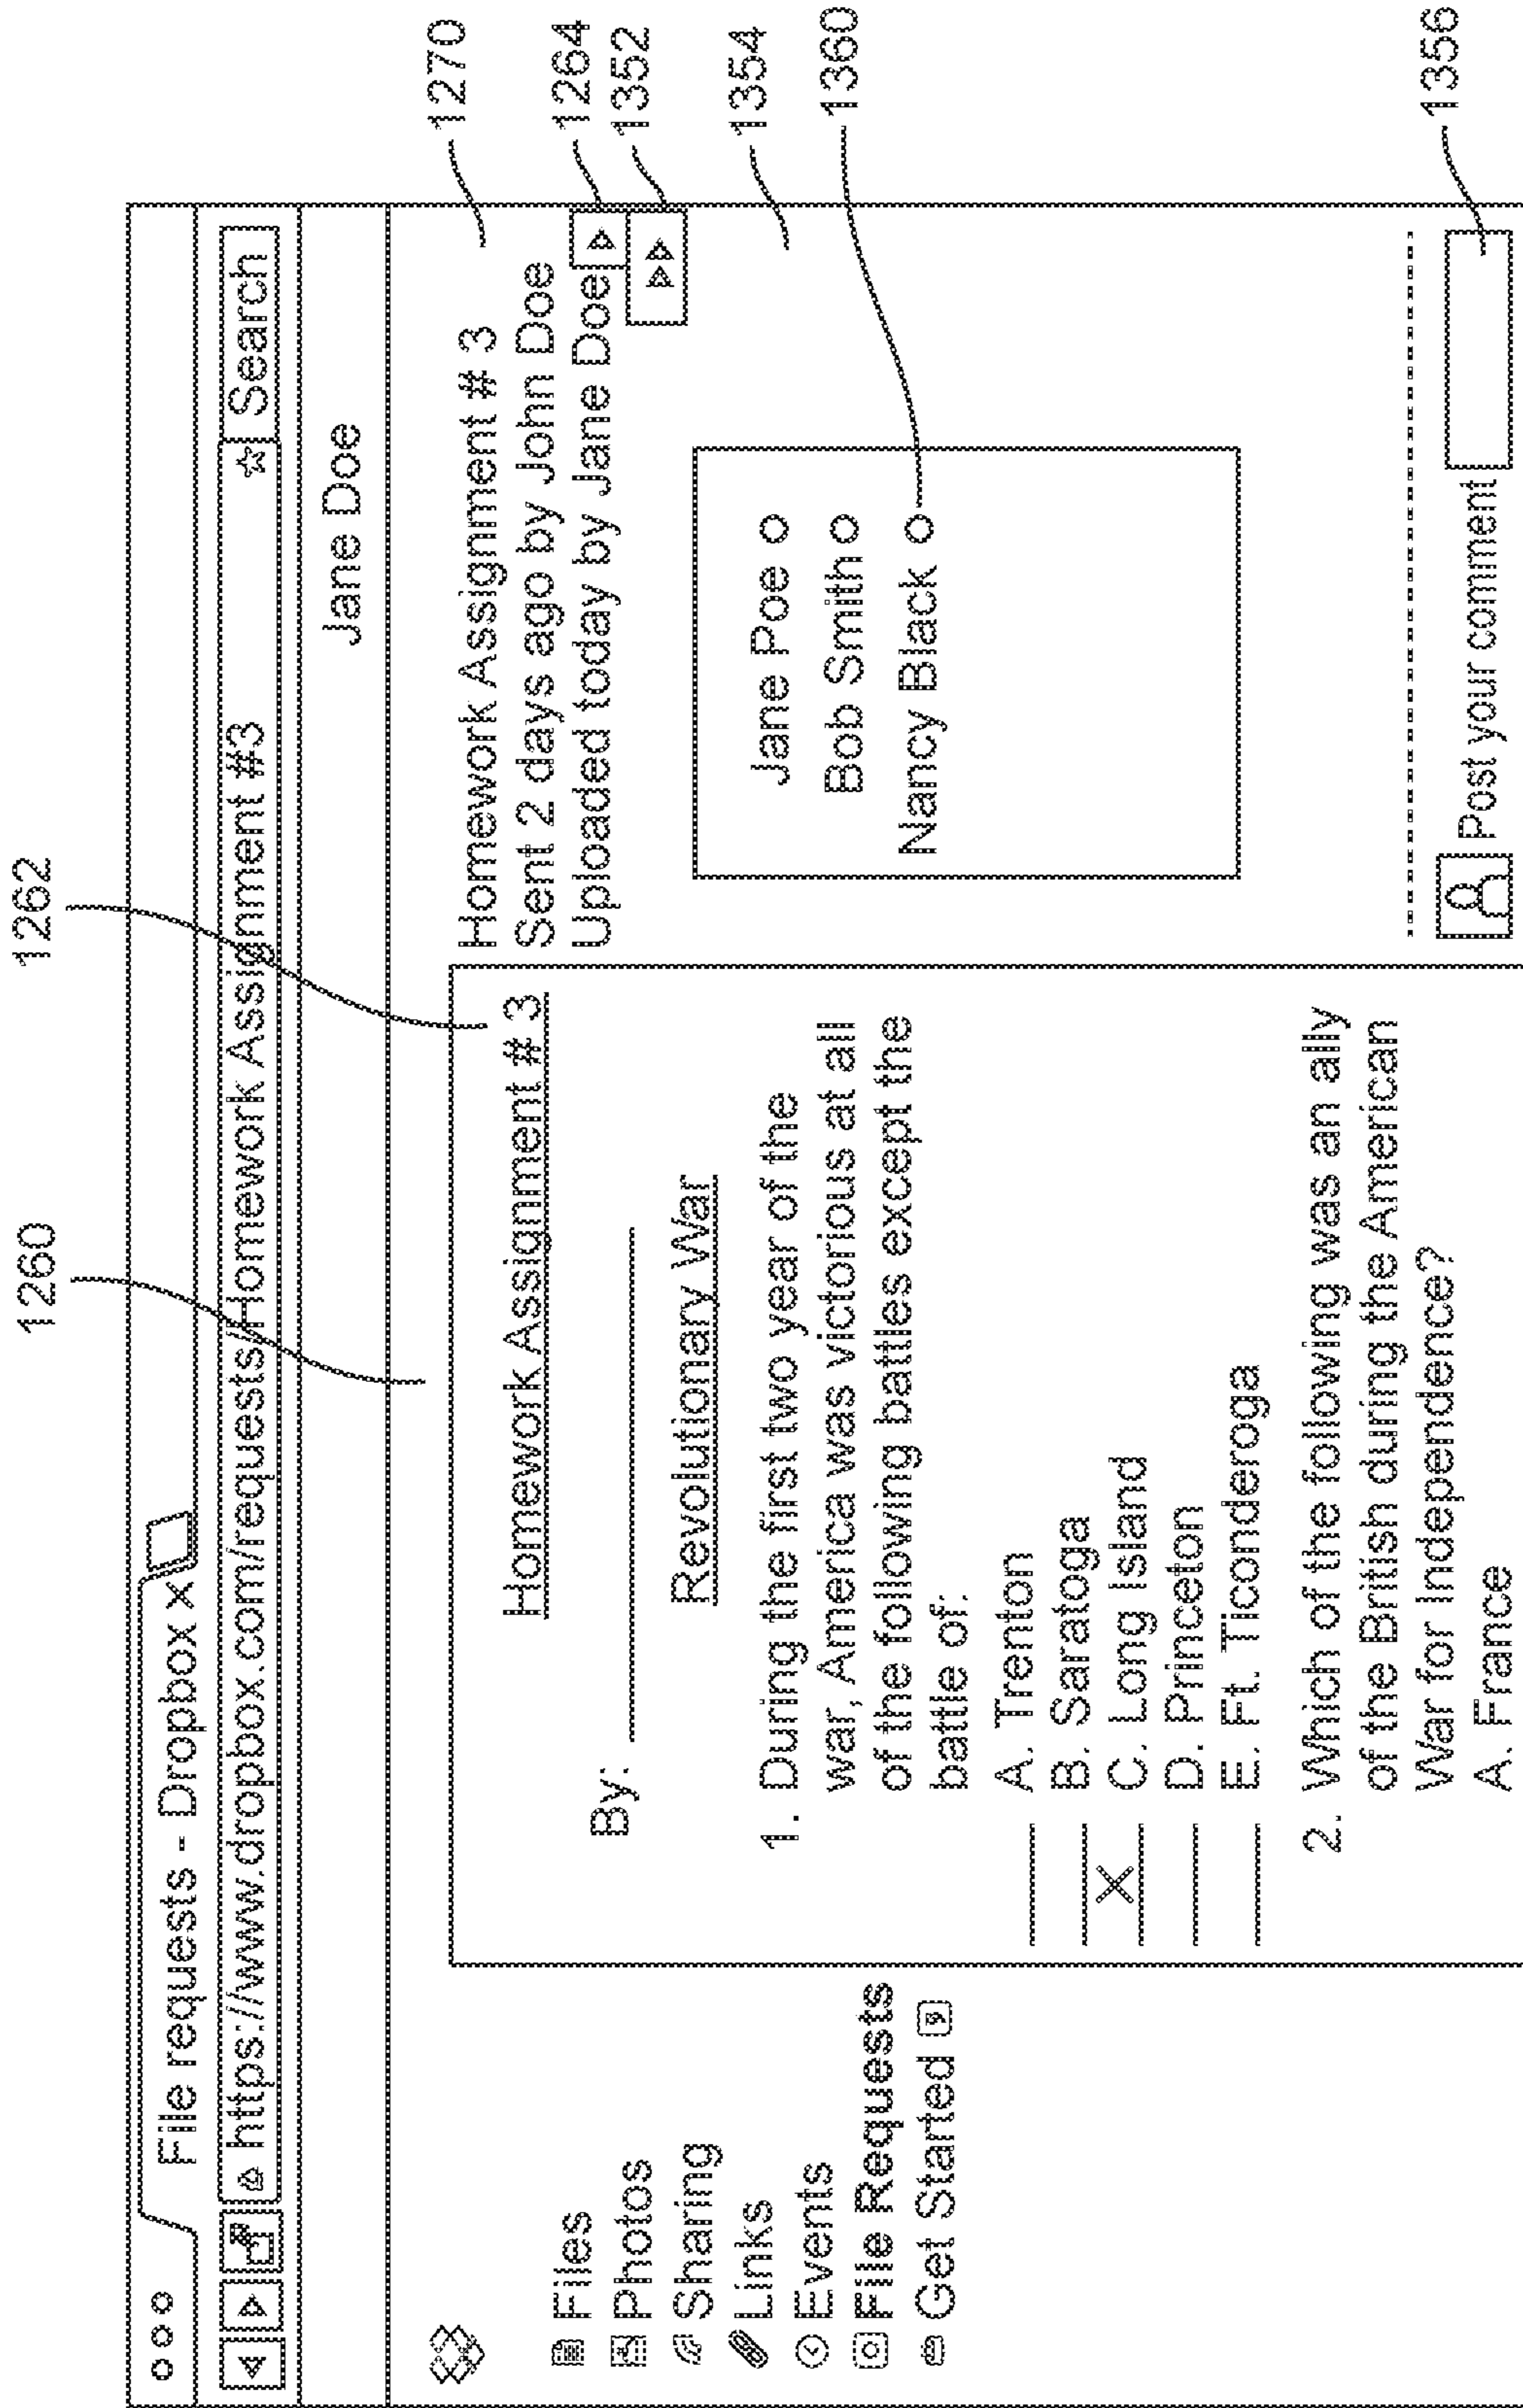 1260
1262
File requests - Dropbox x
https://www.dropbox.com/requests/Homework Assignment #3
Search
Jane Doe
Files
Photos
Sharing
Links
Events
File Requests
Get Started
Homework Assignment # 3
By:
Revolutionary War
1. During the first two year of the
war, America was victorious at all
of the following battles except the
battle of:
A. Trenton
B. Saratoga
X C. Long Island
D. Princeton
E. Ft. Ticonderoga
2. Which of the following was an ally
of the British during the American
War for Independence?
A. France
Homework Assignment # 3
Sent 2 days ago by John Doe
Uploaded today by Jane Doe
Jane Poe
Bob Smith
Nancy Black
Post your comment
1270
1264
1352
1354
1360
1356